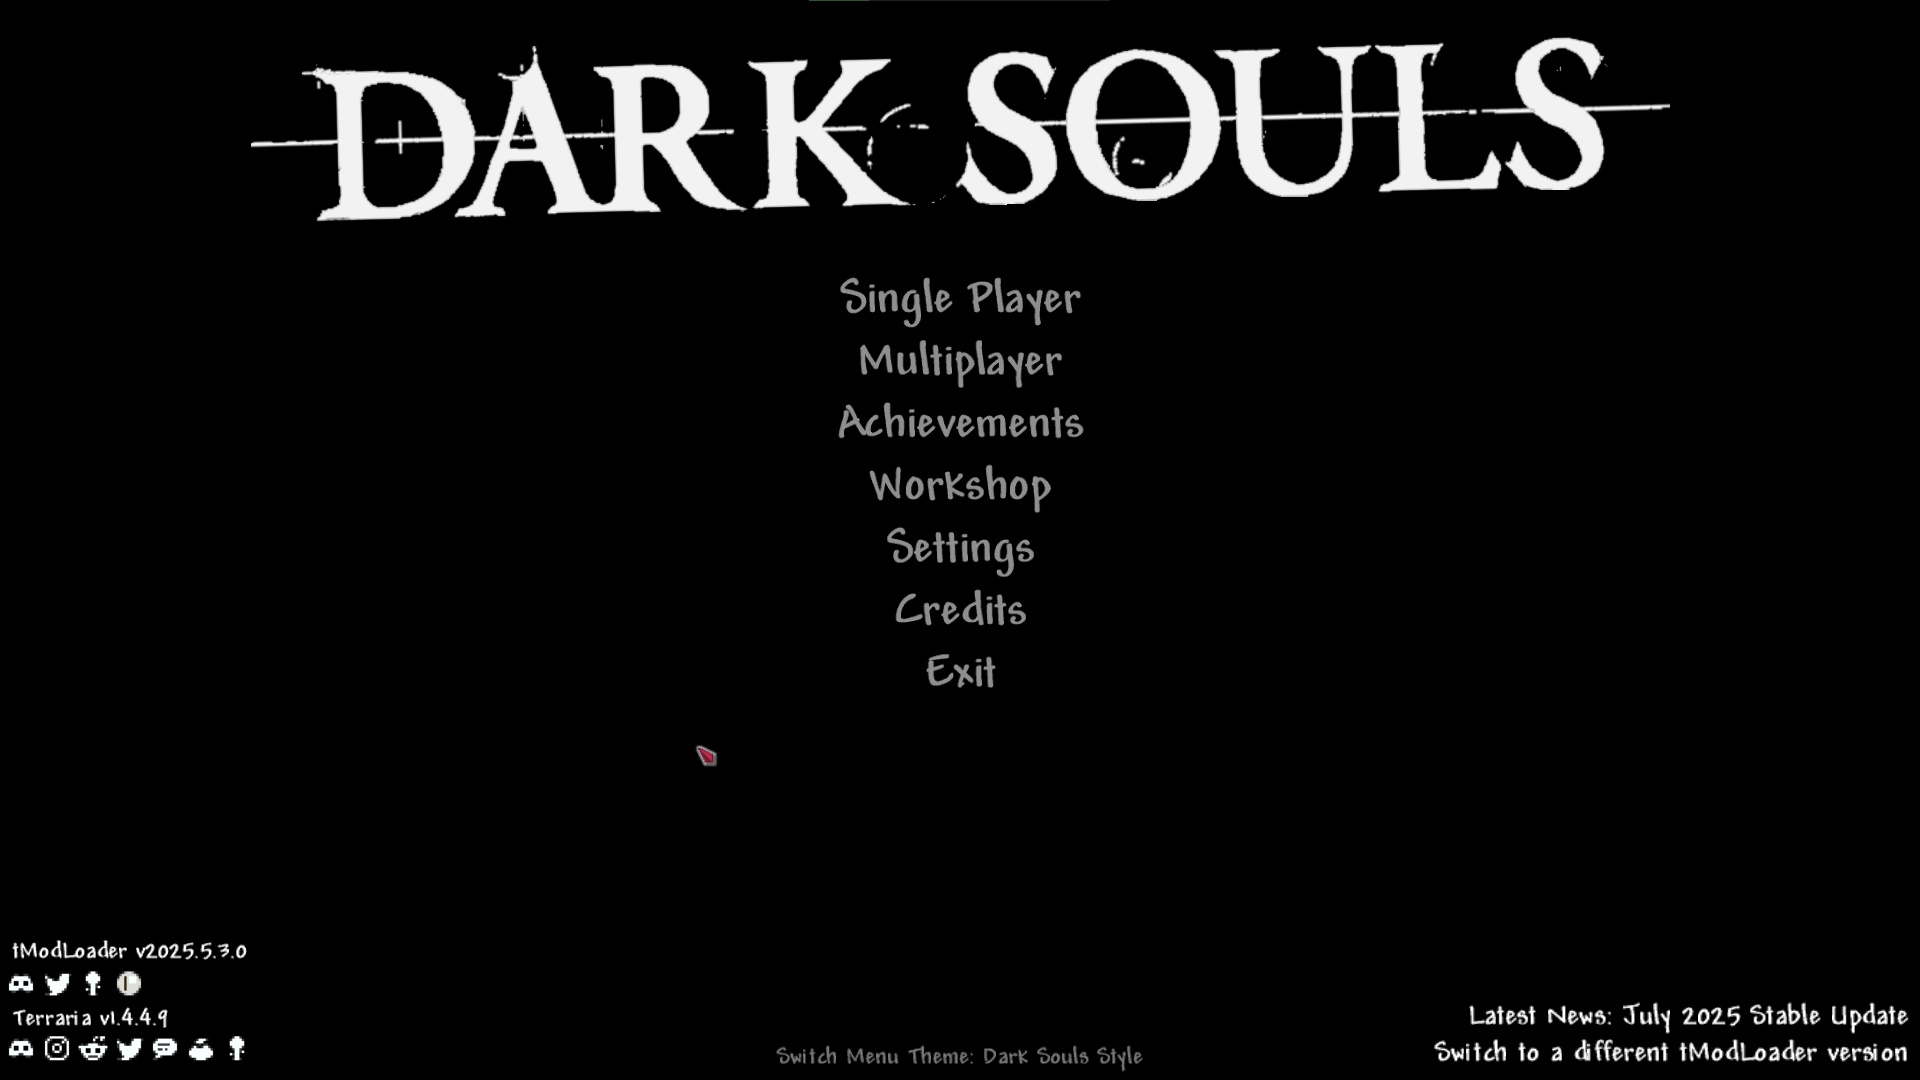 DARK SOULS
Single Player
Multiplayer
Achievements
Workshop
Settings
Credits
Exit
tModLoader v2025.5.3.0
Terraria v1.4.4.9
Switch Menu Theme: Dark Souls Style
Latest News: July 2025 Stable Update
Switch to a different tModLoader version